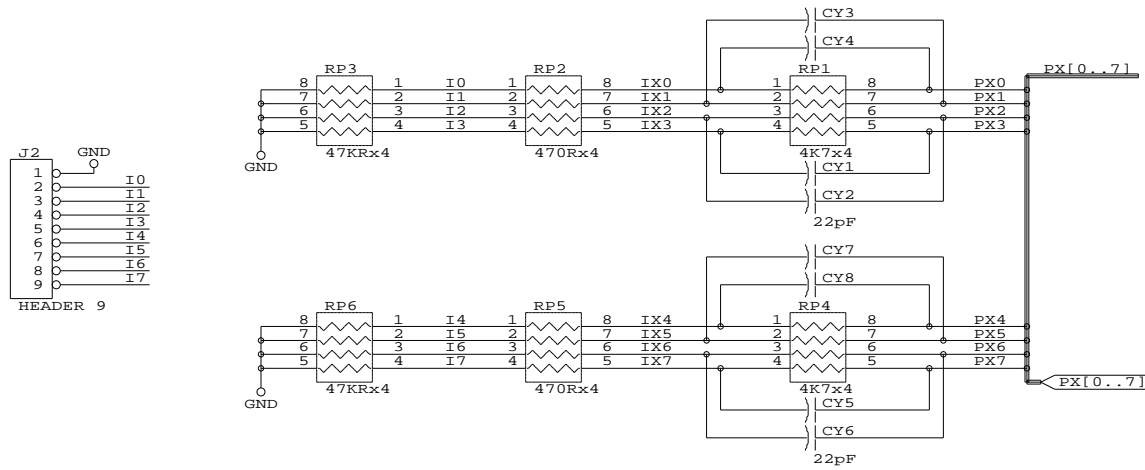 CY3
CY4
RP3 RP2 RP1 PX[0..7]
8 1 I0 1 8 IX0 1 8 PX0
7 2 I1 2 7 IX1 2 7 PX1
6 3 I2 3 6 IX2 3 6 PX2
5 4 I3 4 5 IX3 4 5 PX3
47KRx4 470Rx4 4K7x4
GND
CY1
CY2
22pF
J2 GND
1
2 I0
3 I1
4 I2
5 I3
6 I4
7 I5
8 I6
9 I7
HEADER 9
CY7
CY8
RP6 RP5 RP4
8 1 I4 1 8 IX4 1 8 PX4
7 2 I5 2 7 IX5 2 7 PX5
6 3 I6 3 6 IX6 3 6 PX6
5 4 I7 4 5 IX7 4 5 PX7
47KRx4 470Rx4 4K7x4
PX[0..7]
GND
CY5
CY6
22pF